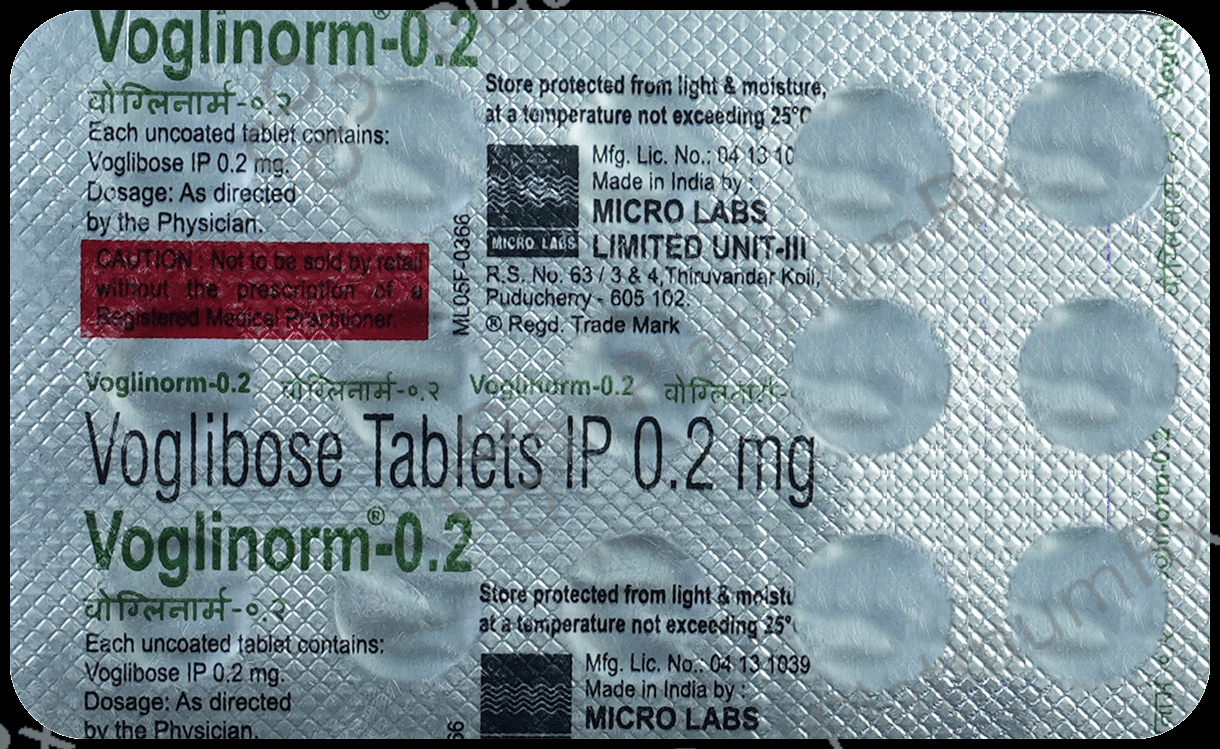 Voglinorm®-0.2
वोग्लिनार्म-०.२
Each uncoated tablet contains:
Voglibose IP 0.2 mg.
Dosage: As directed
by the Physician.
CAUTION: Not to be sold by retail
without the prescription of a
Registered Medical Practitioner.
ML05F-0366
Store protected from light & moisture,
at a temperature not exceeding 25°C
Mfg. Lic. No.: 04 13 10
Made in India by :
MICRO LABS
LIMITED UNIT-III
MICRO LABS
R.S. No. 63 / 3 & 4, Thiruvandar Koil,
Puducherry - 605 102.
® Regd. Trade Mark
Voglinorm-0.2 वोग्लिनार्म-०.२ Voglinorm-0.2 वोग्लिनार्म-
Voglibose Tablets IP 0.2 mg
Voglinorm®-0.2
वोग्लिनार्म-०.२
Each uncoated tablet contains:
Voglibose IP 0.2 mg.
Dosage: As directed
by the Physician.
66
Store protected from light & moistu
at a temperature not exceeding 25°
Mfg. Lic. No.: 04 13 1039
Made in India by :
MICRO LABS
Voglin
Voglinorm-0.2
PlatinumRx